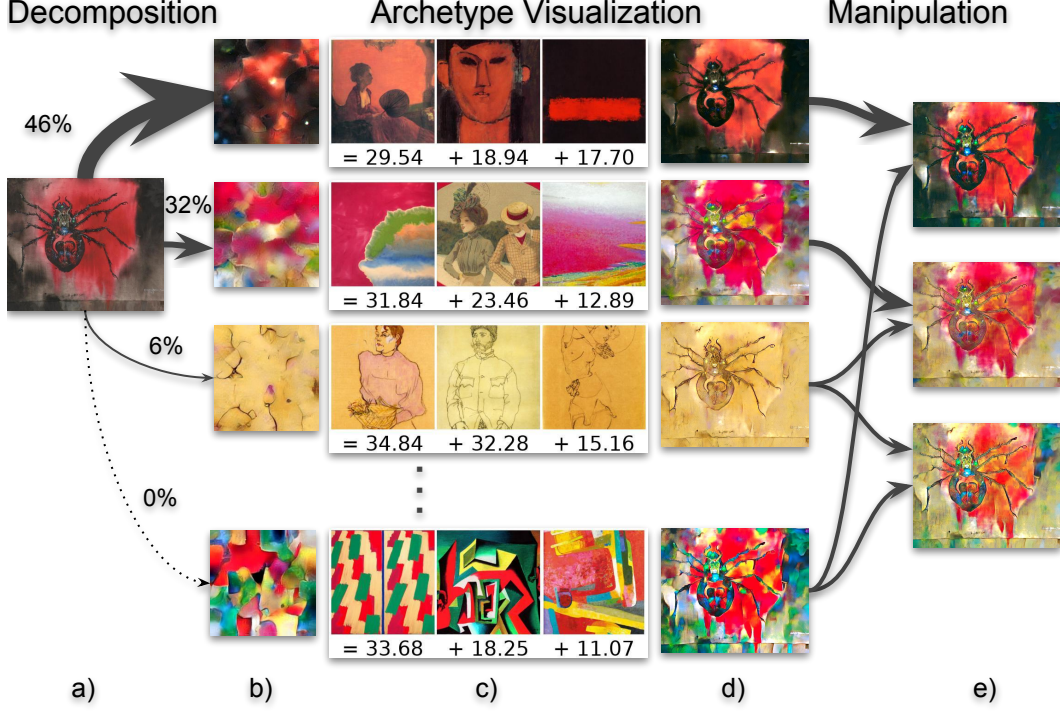 Decomposition Archetype Visualization Manipulation
46%
= 29.54 + 18.94 + 17.70
32%
= 31.84 + 23.46 + 12.89
6%
= 34.84 + 32.28 + 15.16
0%
= 33.68 + 18.25 + 11.07
a) b) c) d) e)